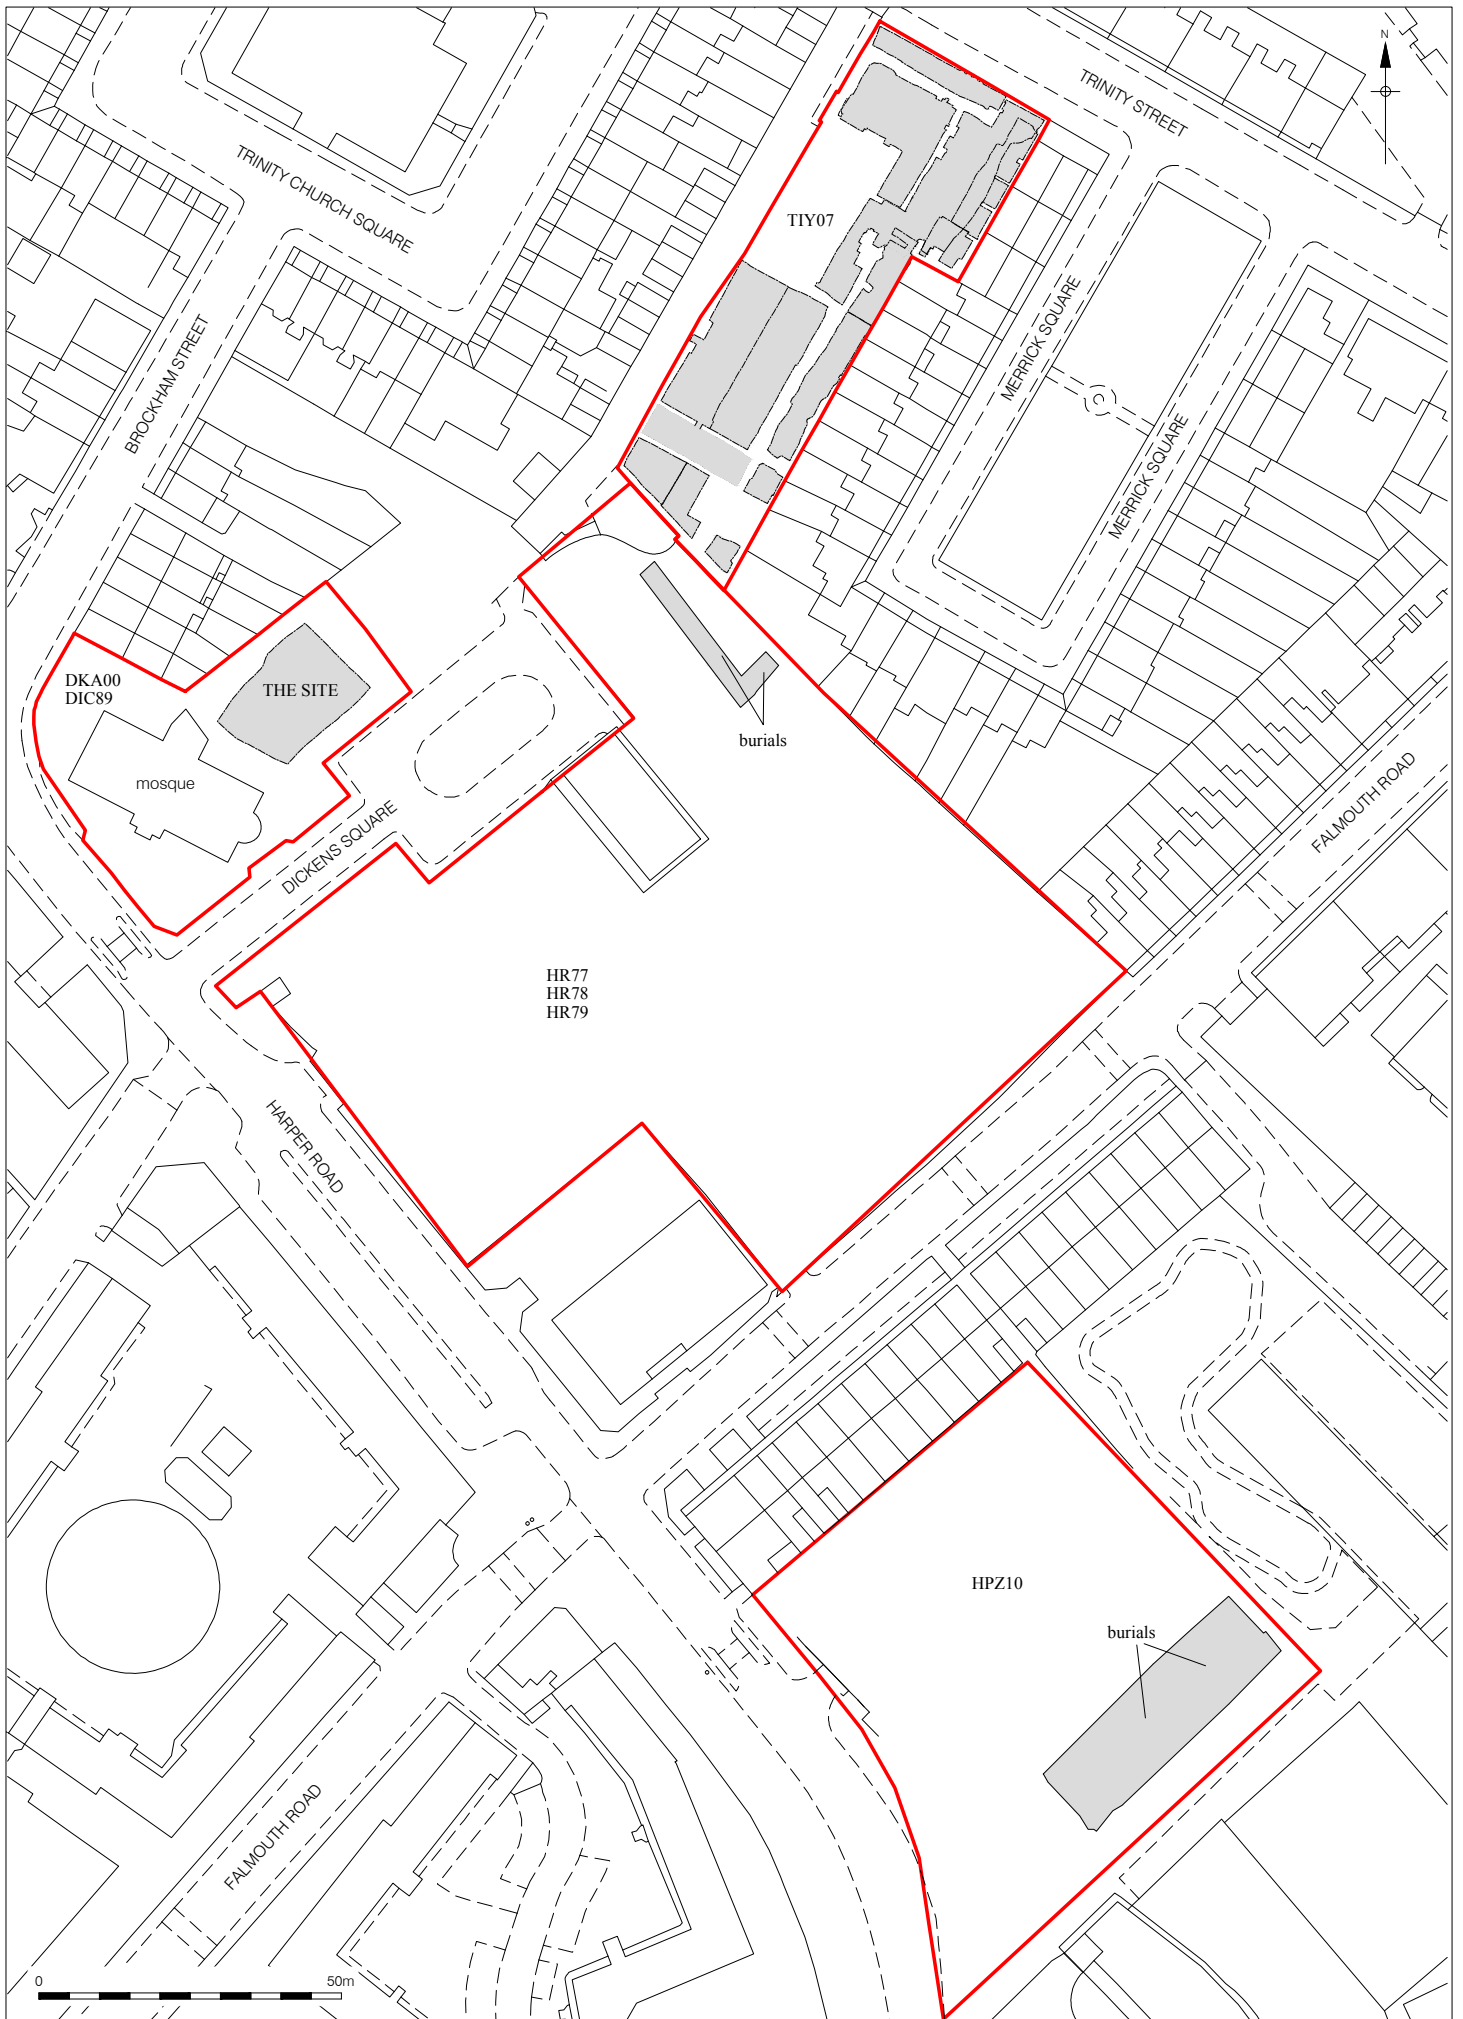 N
TRINITY STREET
TRINITY CHURCH SQUARE
TIY07
MERRICK SQUARE
BROCKHAM STREET
MERRICK SQUARE
DKA00
DIC89
THE SITE
mosque
burials
FALMOUTH ROAD
DICKENS SQUARE
HR77
HR78
HR79
HARPER ROAD
HPZ10
burials
FALMOUTH ROAD
0 50m